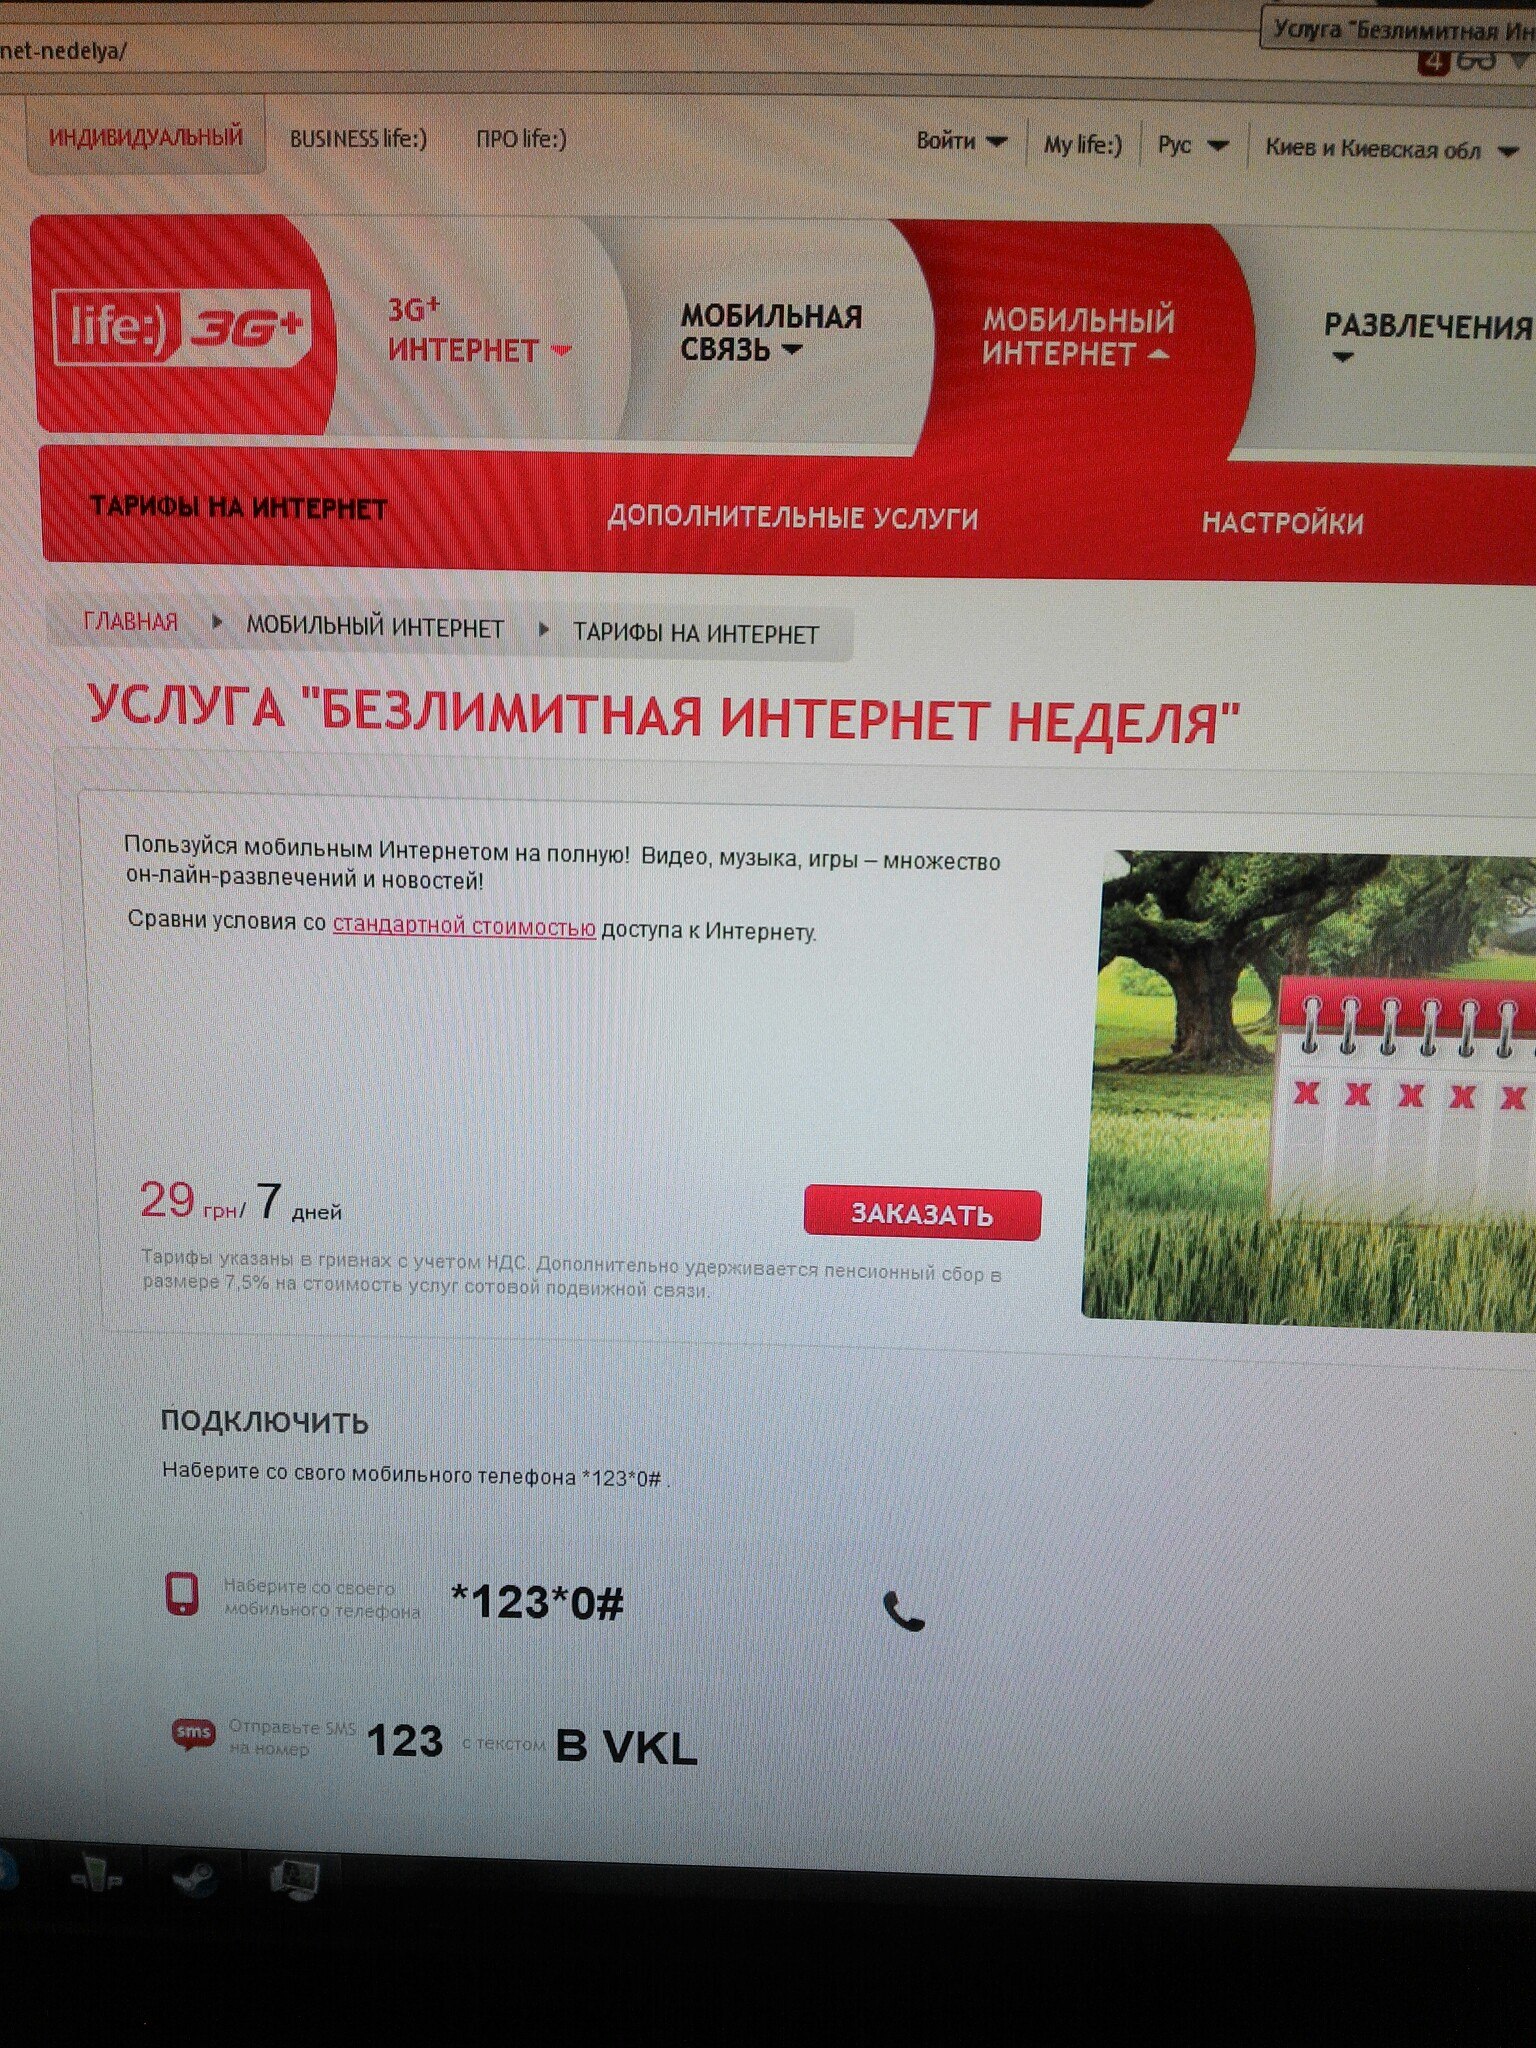 Услуга "Безлимитная Ин
net-nedelya/
4
ИНДИВИДУАЛЬНЫЙ BUSINESS life:) ПРО life:) Войти My life:) Рус Киев и Киевская обл
life:) 3G+
3G+
ИНТЕРНЕТ
МОБИЛЬНАЯ
СВЯЗЬ
МОБИЛЬНЫЙ
ИНТЕРНЕТ
РАЗВЛЕЧЕНИЯ
ТАРИФЫ НА ИНТЕРНЕТ ДОПОЛНИТЕЛЬНЫЕ УСЛУГИ НАСТРОЙКИ
ГЛАВНАЯ МОБИЛЬНЫЙ ИНТЕРНЕТ ТАРИФЫ НА ИНТЕРНЕТ
УСЛУГА "БЕЗЛИМИТНАЯ ИНТЕРНЕТ НЕДЕЛЯ"
Пользуйся мобильным Интернетом на полную! Видео, музыка, игры – множество
он-лайн-развлечений и новостей!
Сравни условия со стандартной стоимостью доступа к Интернету.
X X X X X
29 грн/ 7 дней
ЗАКАЗАТЬ
Тарифы указаны в гривнах с учетом НДС. Дополнительно удерживается пенсионный сбор в
размере 7,5% на стоимость услуг сотовой подвижной связи.
ПОДКЛЮЧИТЬ
Наберите со свого мобильного телефона *123*0# .
Наберите со своего
мобильного телефона
*123*0#
sms
Отправьте SMS
на номер
123
с текстом
В VKL